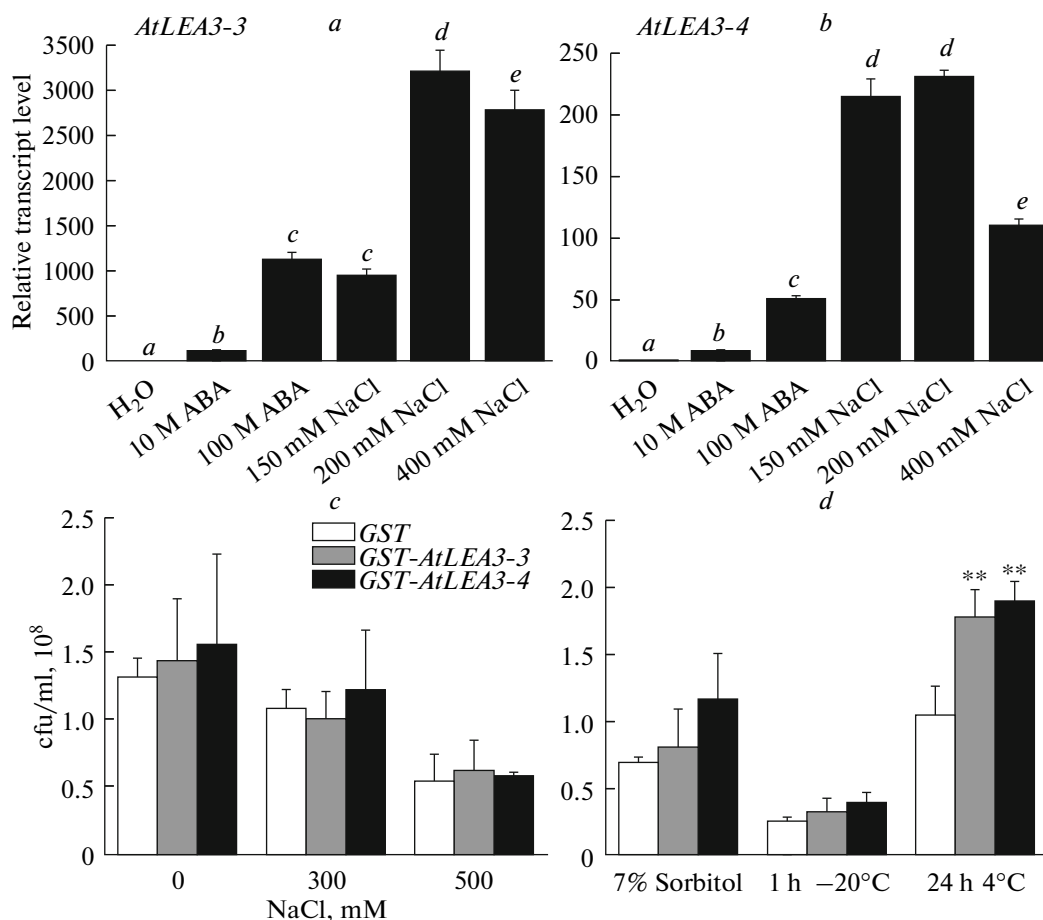 AtLEA3-3 a
Relative transcript level
3500
3000
2500
2000
1500
1000
500
0
a
b
c
c
d
e
H₂O
10 M ABA
100 M ABA
150 mM NaCl
200 mM NaCl
400 mM NaCl
AtLEA3-4 b
250
200
150
100
50
0
a
b
c
d
d
e
H₂O
10 M ABA
100 M ABA
150 mM NaCl
200 mM NaCl
400 mM NaCl
c
GST
GST-AtLEA3-3
GST-AtLEA3-4
cfu/ml, 10⁸
2.5
2.0
1.5
1.0
0.5
0
0 300 500
NaCl, mM
d
2.5
2.0
1.5
1.0
0.5
0
** **
7% Sorbitol 1 h −20°C 24 h 4°C